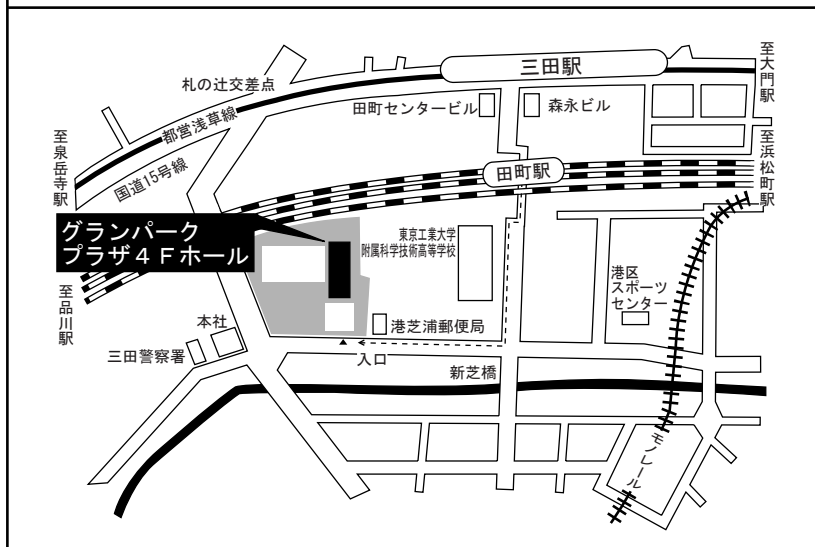 三田駅
至大門駅
札の辻交差点
田町センタービル
森永ビル
都営浅草線
至泉岳寺駅
国道15号線
至浜松町駅
田町駅
グランパーク
プラザ4Fホール
東京工業大学
附属科学技術高等学校
港区
スポーツ
センター
至品川駅
本社
港芝浦郵便局
三田警察署
入口
新芝橋
モノレール